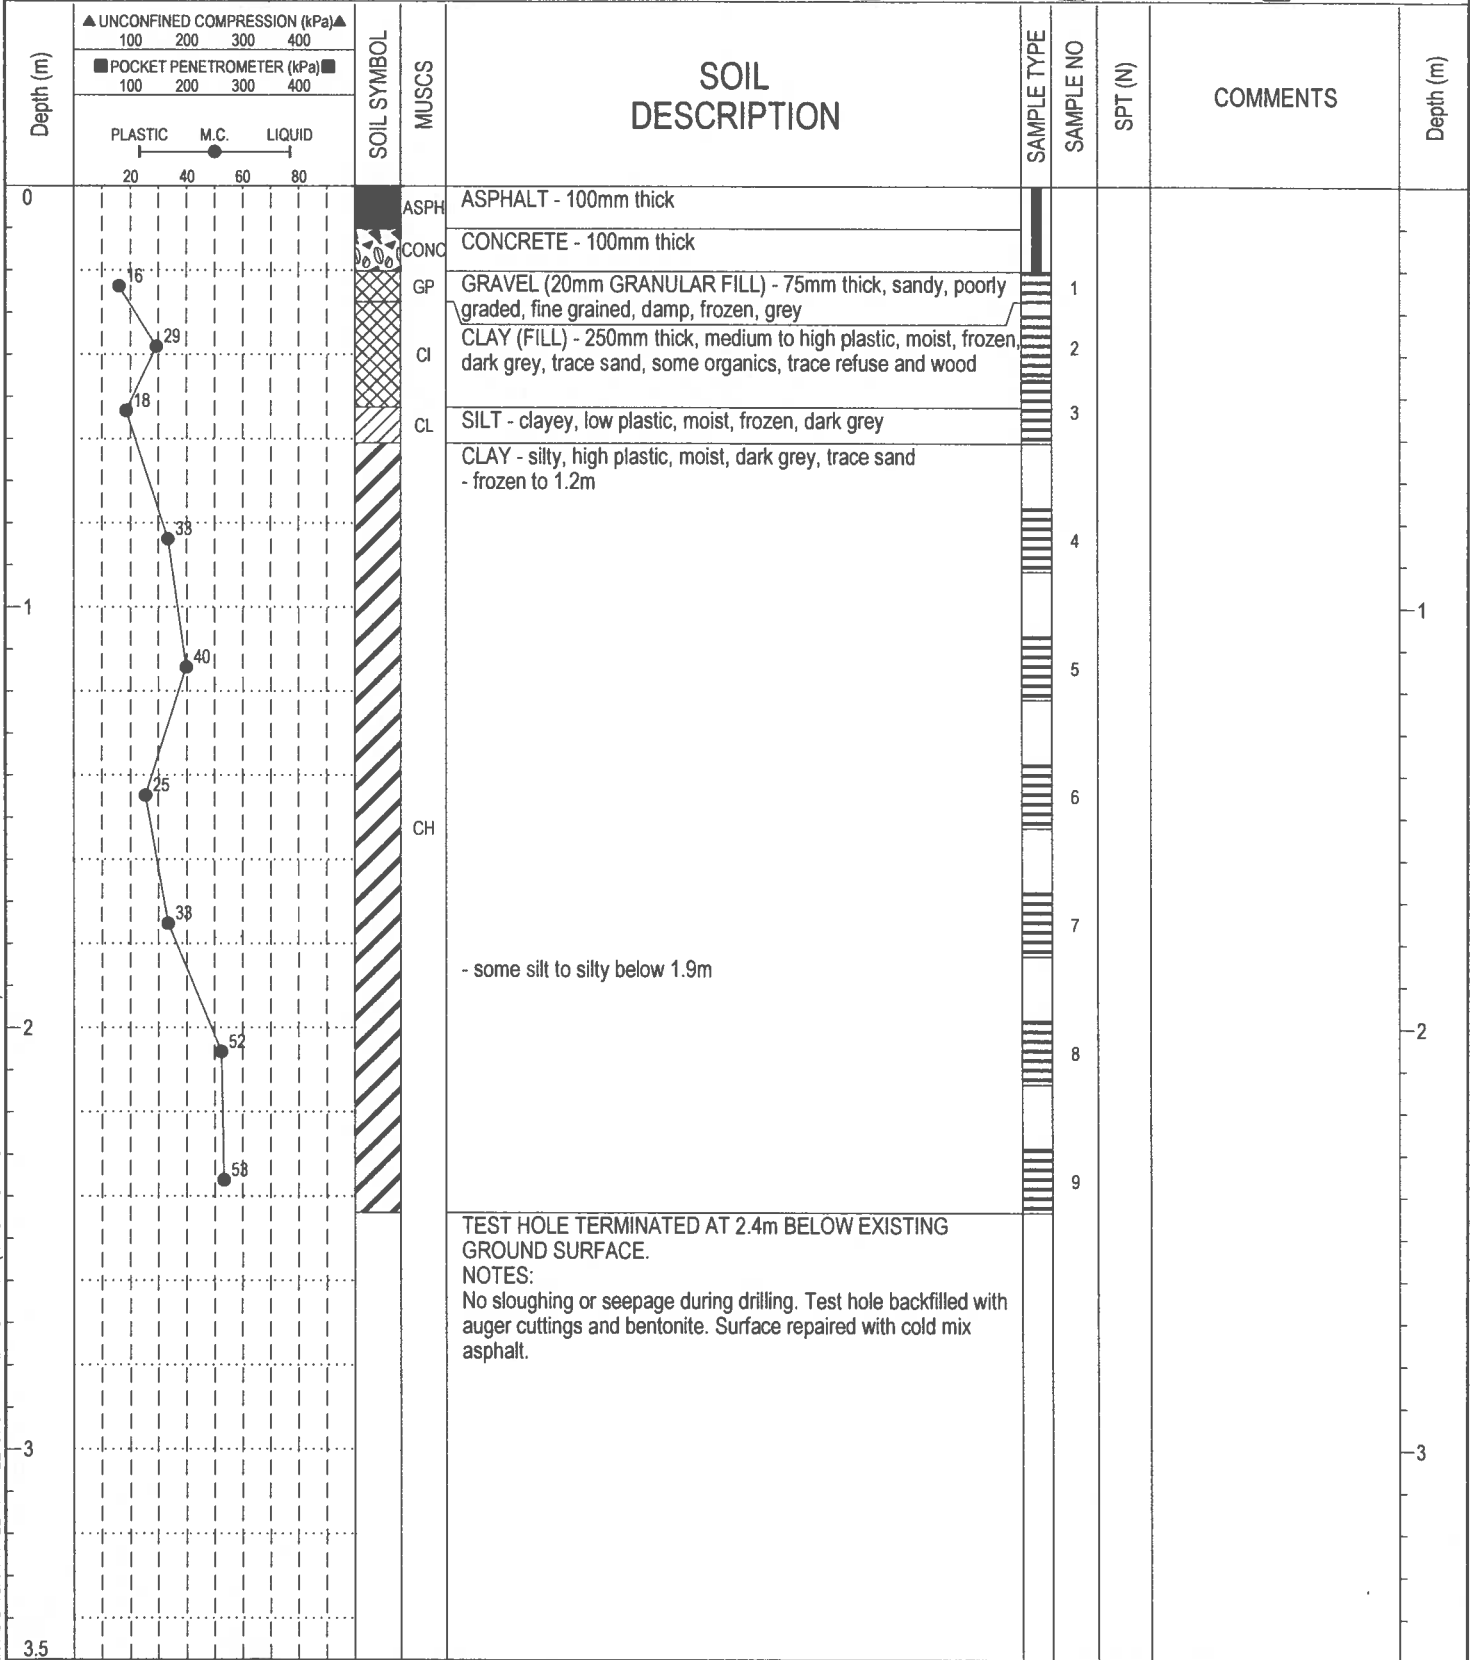 ▲UNCONFINED COMPRESSION (kPa)▲
100 200 300 400
■POCKET PENETROMETER (kPa)■
100 200 300 400
PLASTIC M.C. LIQUID
20 40 60 80
Depth (m)
SOIL SYMBOL
MUSCS
SOIL
DESCRIPTION
SAMPLE TYPE
SAMPLE NO
SPT (N)
COMMENTS
Depth (m)
0
ASPH
ASPHALT - 100mm thick
CONC
CONCRETE - 100mm thick
16
GP
GRAVEL (20mm GRANULAR FILL) - 75mm thick, sandy, poorly
graded, fine grained, damp, frozen, grey
1
29
CI
CLAY (FILL) - 250mm thick, medium to high plastic, moist, frozen,
dark grey, trace sand, some organics, trace refuse and wood
2
18
CL
SILT - clayey, low plastic, moist, frozen, dark grey
3
CLAY - silty, high plastic, moist, dark grey, trace sand
- frozen to 1.2m
33
4
1
1
40
5
25
6
CH
33
7
- some silt to silty below 1.9m
2
2
52
8
53
9
TEST HOLE TERMINATED AT 2.4m BELOW EXISTING
GROUND SURFACE.
NOTES:
No sloughing or seepage during drilling. Test hole backfilled with
auger cuttings and bentonite. Surface repaired with cold mix
asphalt.
3
3
3.5